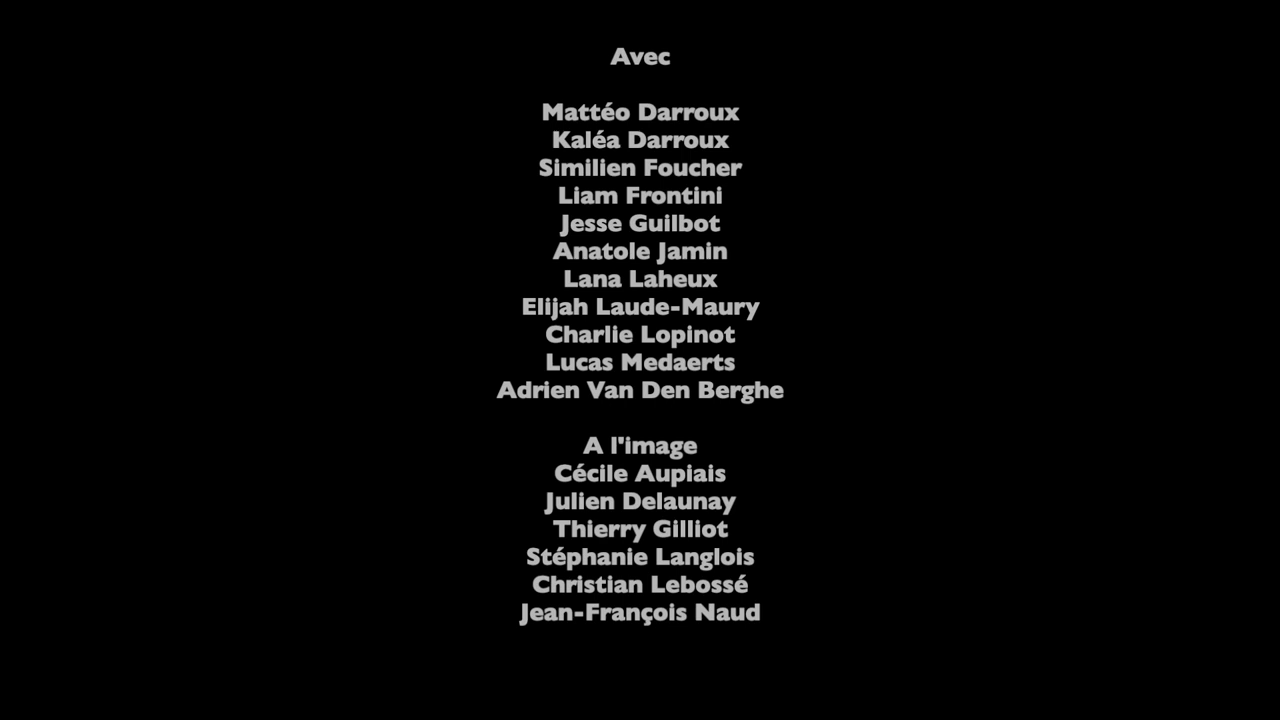 Avec
Mattéo Darroux
Kaléa Darroux
Similien Foucher
Liam Frontini
Jesse Guilbot
Anatole Jamin
Lana Laheux
Elijah Laude-Maury
Charlie Lopinot
Lucas Medaerts
Adrien Van Den Berghe
A l'image
Cécile Aupiais
Julien Delaunay
Thierry Gilliot
Stéphanie Langlois
Christian Lebossé
Jean-François Naud